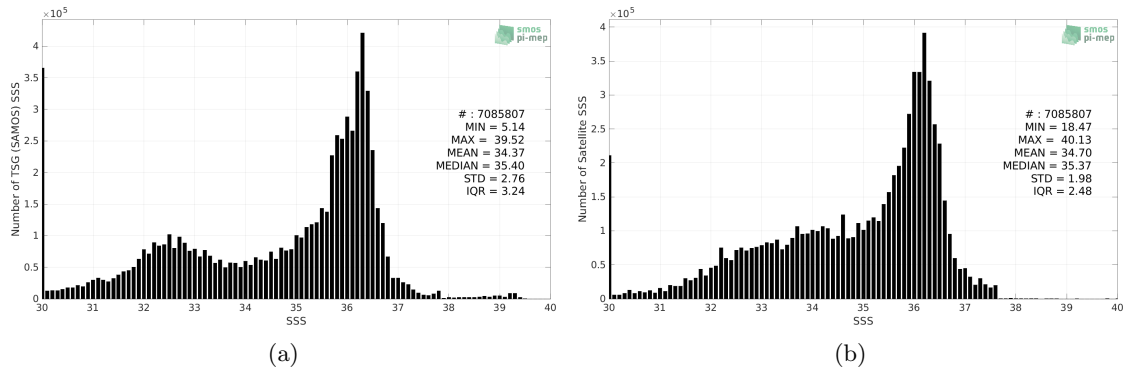 ×10⁵
×10⁵
smos
pi-mep
smos
pi-mep
4
3.5
3
2.5
2
1.5
1
0.5
0
Number of TSG (SAMOS) SSS
# : 7085807
MIN = 5.14
MAX = 39.52
MEAN = 34.37
MEDIAN = 35.40
STD = 2.76
IQR = 3.24
30 31 32 33 34 35 36 37 38 39 40
SSS
(a)
4
3.5
3
2.5
2
1.5
1
0.5
0
Number of Satellite SSS
# : 7085807
MIN = 18.47
MAX = 40.13
MEAN = 34.70
MEDIAN = 35.37
STD = 1.98
IQR = 2.48
30 31 32 33 34 35 36 37 38 39 40
SSS
(b)